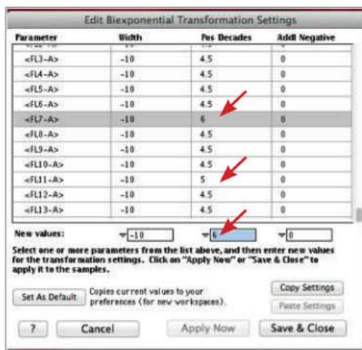 Edit Biexponential Transformation Settings
Parameter Width Pos Decades Addl Negative
<FL3-A> -10 4.5 0
<FL4-A> -10 4.5 0
<FL5-A> -10 4.5 0
<FL6-A> -10 4.5 0
<FL7-A> -10 6 0
<FL8-A> -10 4.5 0
<FL9-A> -10 4.5 0
<FL10-A> -10 4.5 0
<FL11-A> -10 5 0
<FL12-A> -10 4.5 0
<FL13-A> -10 4.5 0
New values: -10 6 0
Select one or more parameters from the list above, and then enter new values
for the transformation settings. Click on "Apply Now" or "Save & Close" to
apply it to the samples.
Set As Default Copies current values to your
preferences (for new workspaces).
Copy Settings
Paste Settings
? Cancel Apply Now Save & Close